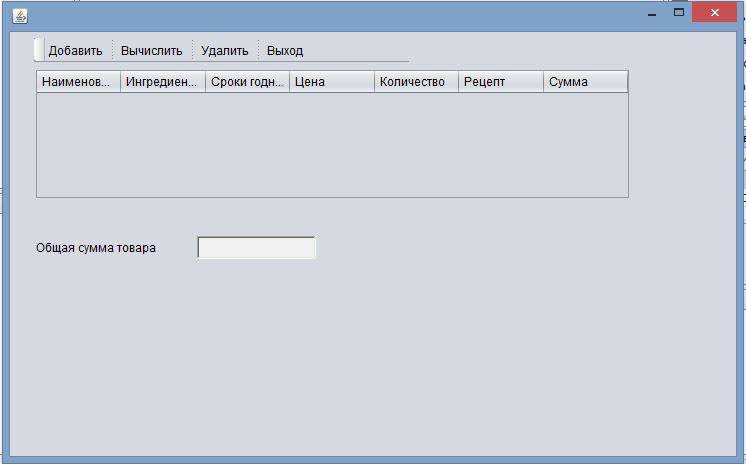 Добавить Вычислить Удалить Выход
Наименов... Ингредиен... Сроки годн... Цена Количество Рецепт Сумма
Общая сумма товара